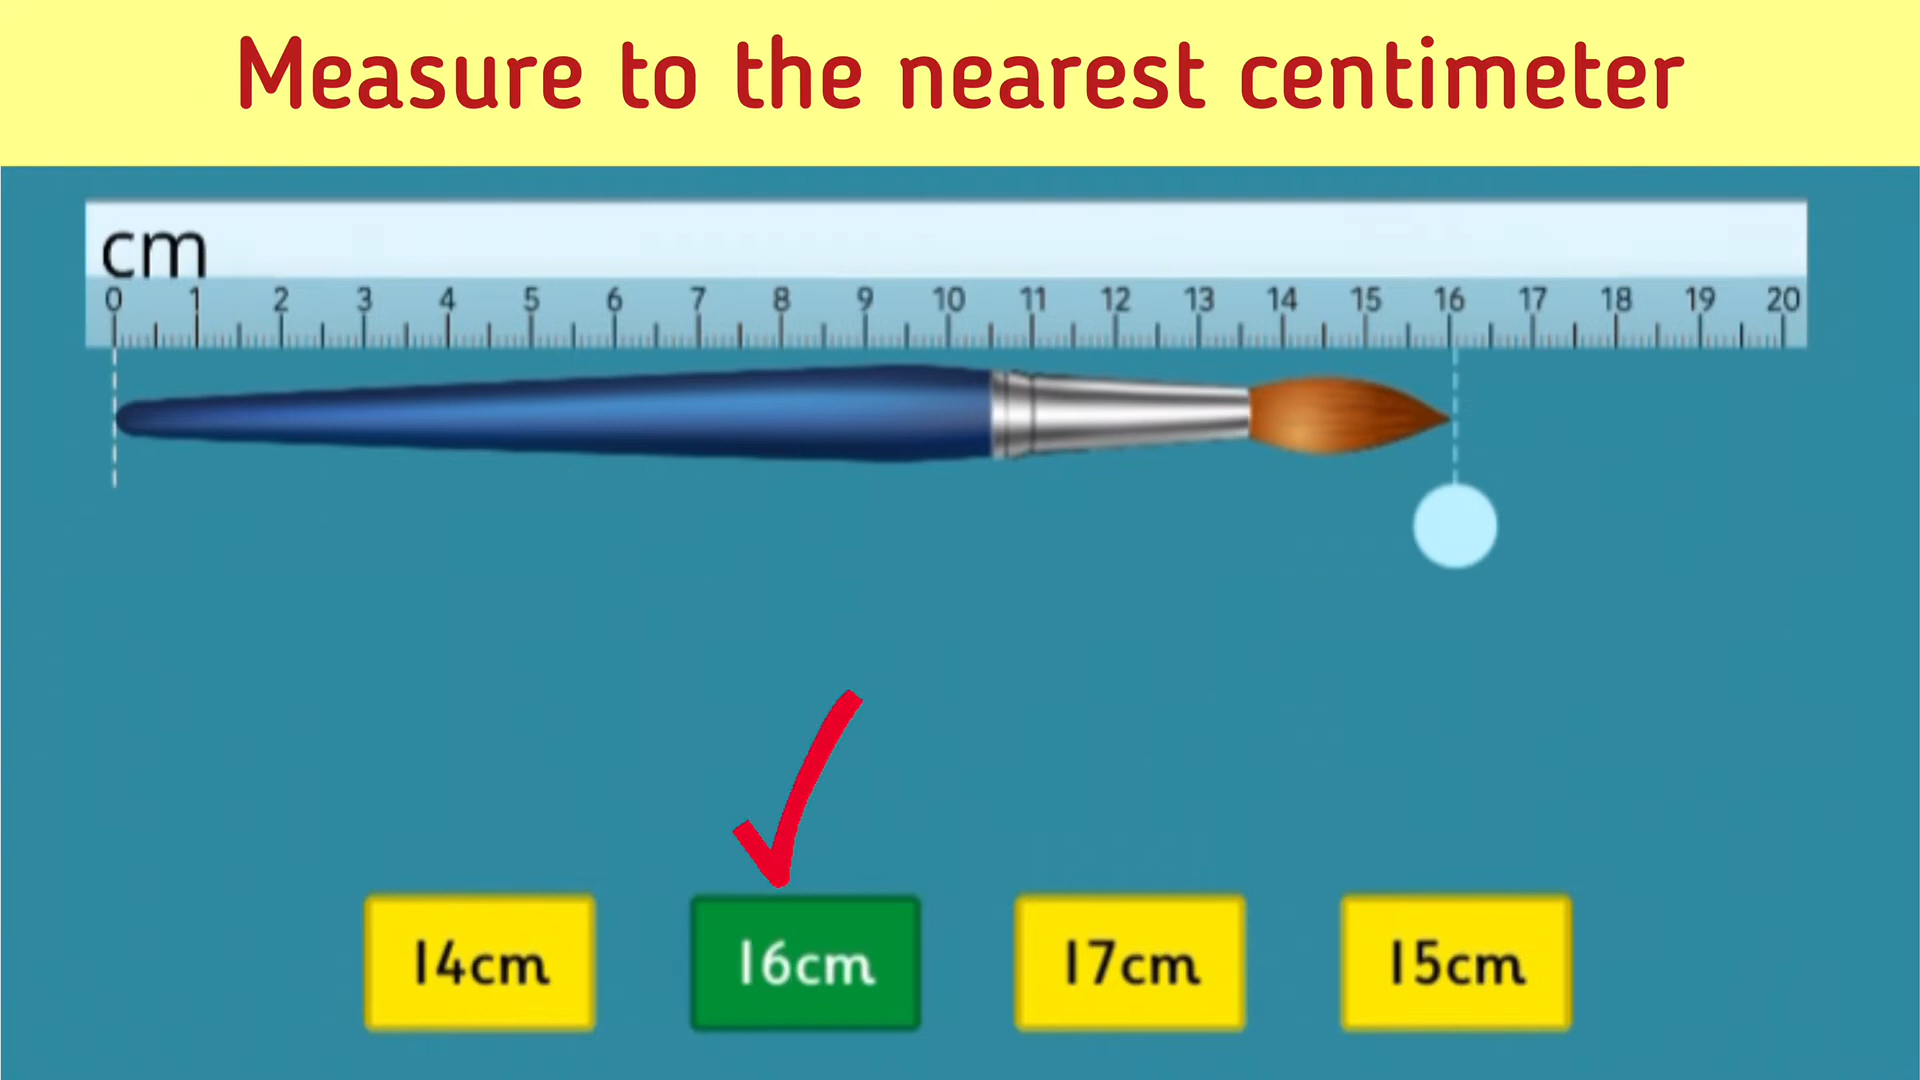 Measure to the nearest centimeter
cm
0 1 2 3 4 5 6 7 8 9 10 11 12 13 14 15 16 17 18 19 20
14cm 16cm 17cm 15cm